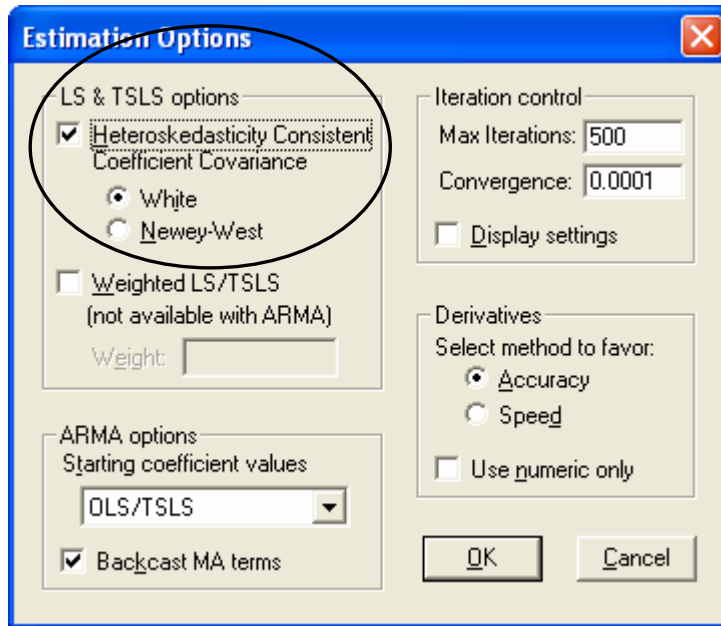 Estimation Options
LS & TSLS options
Heteroskedasticity Consistent
Coefficient Covariance
White
Newey-West
Weighted LS/TSLS
(not available with ARMA)
Weight:
ARMA options
Starting coefficient values
OLS/TSLS
Backcast MA terms
Iteration control
Max Iterations: 500
Convergence: 0.0001
Display settings
Derivatives
Select method to favor:
Accuracy
Speed
Use numeric only
OK
Cancel